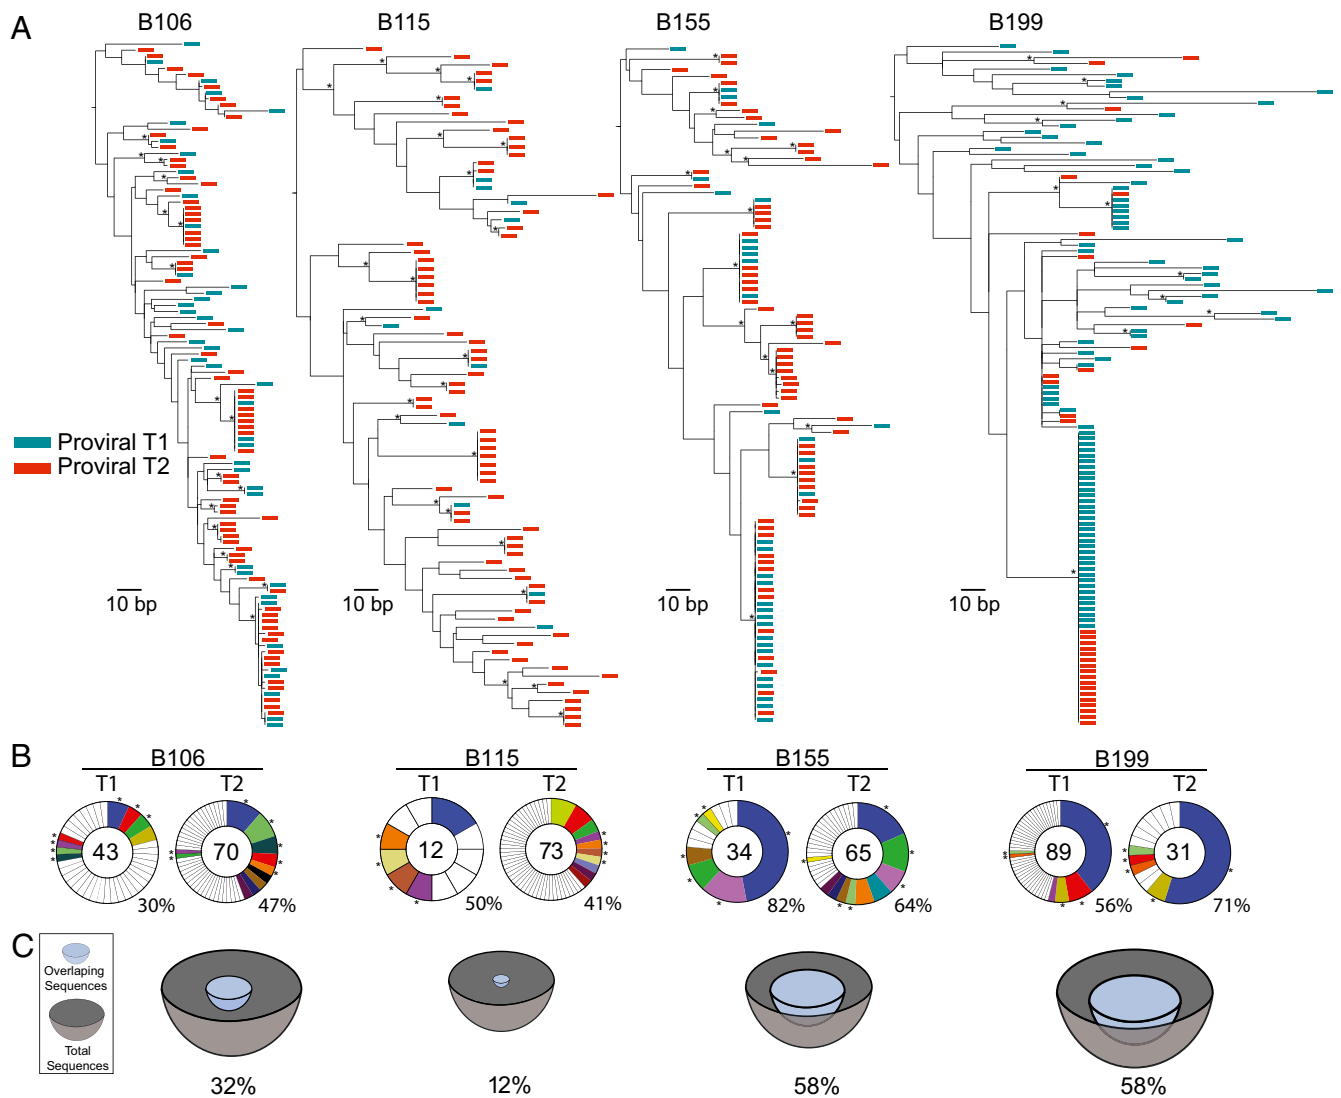 A
B106 B115 B155 B199
Proviral T1
Proviral T2
10 bp 10 bp 10 bp 10 bp
B
B106 B115 B155 B199
T1 T2 T1 T2 T1 T2 T1 T2
43 70 12 73 34 65 89 31
30% 47% 50% 41% 82% 64% 56% 71%
C
Overlaping
Sequences
Total
Sequences
32% 12% 58% 58%